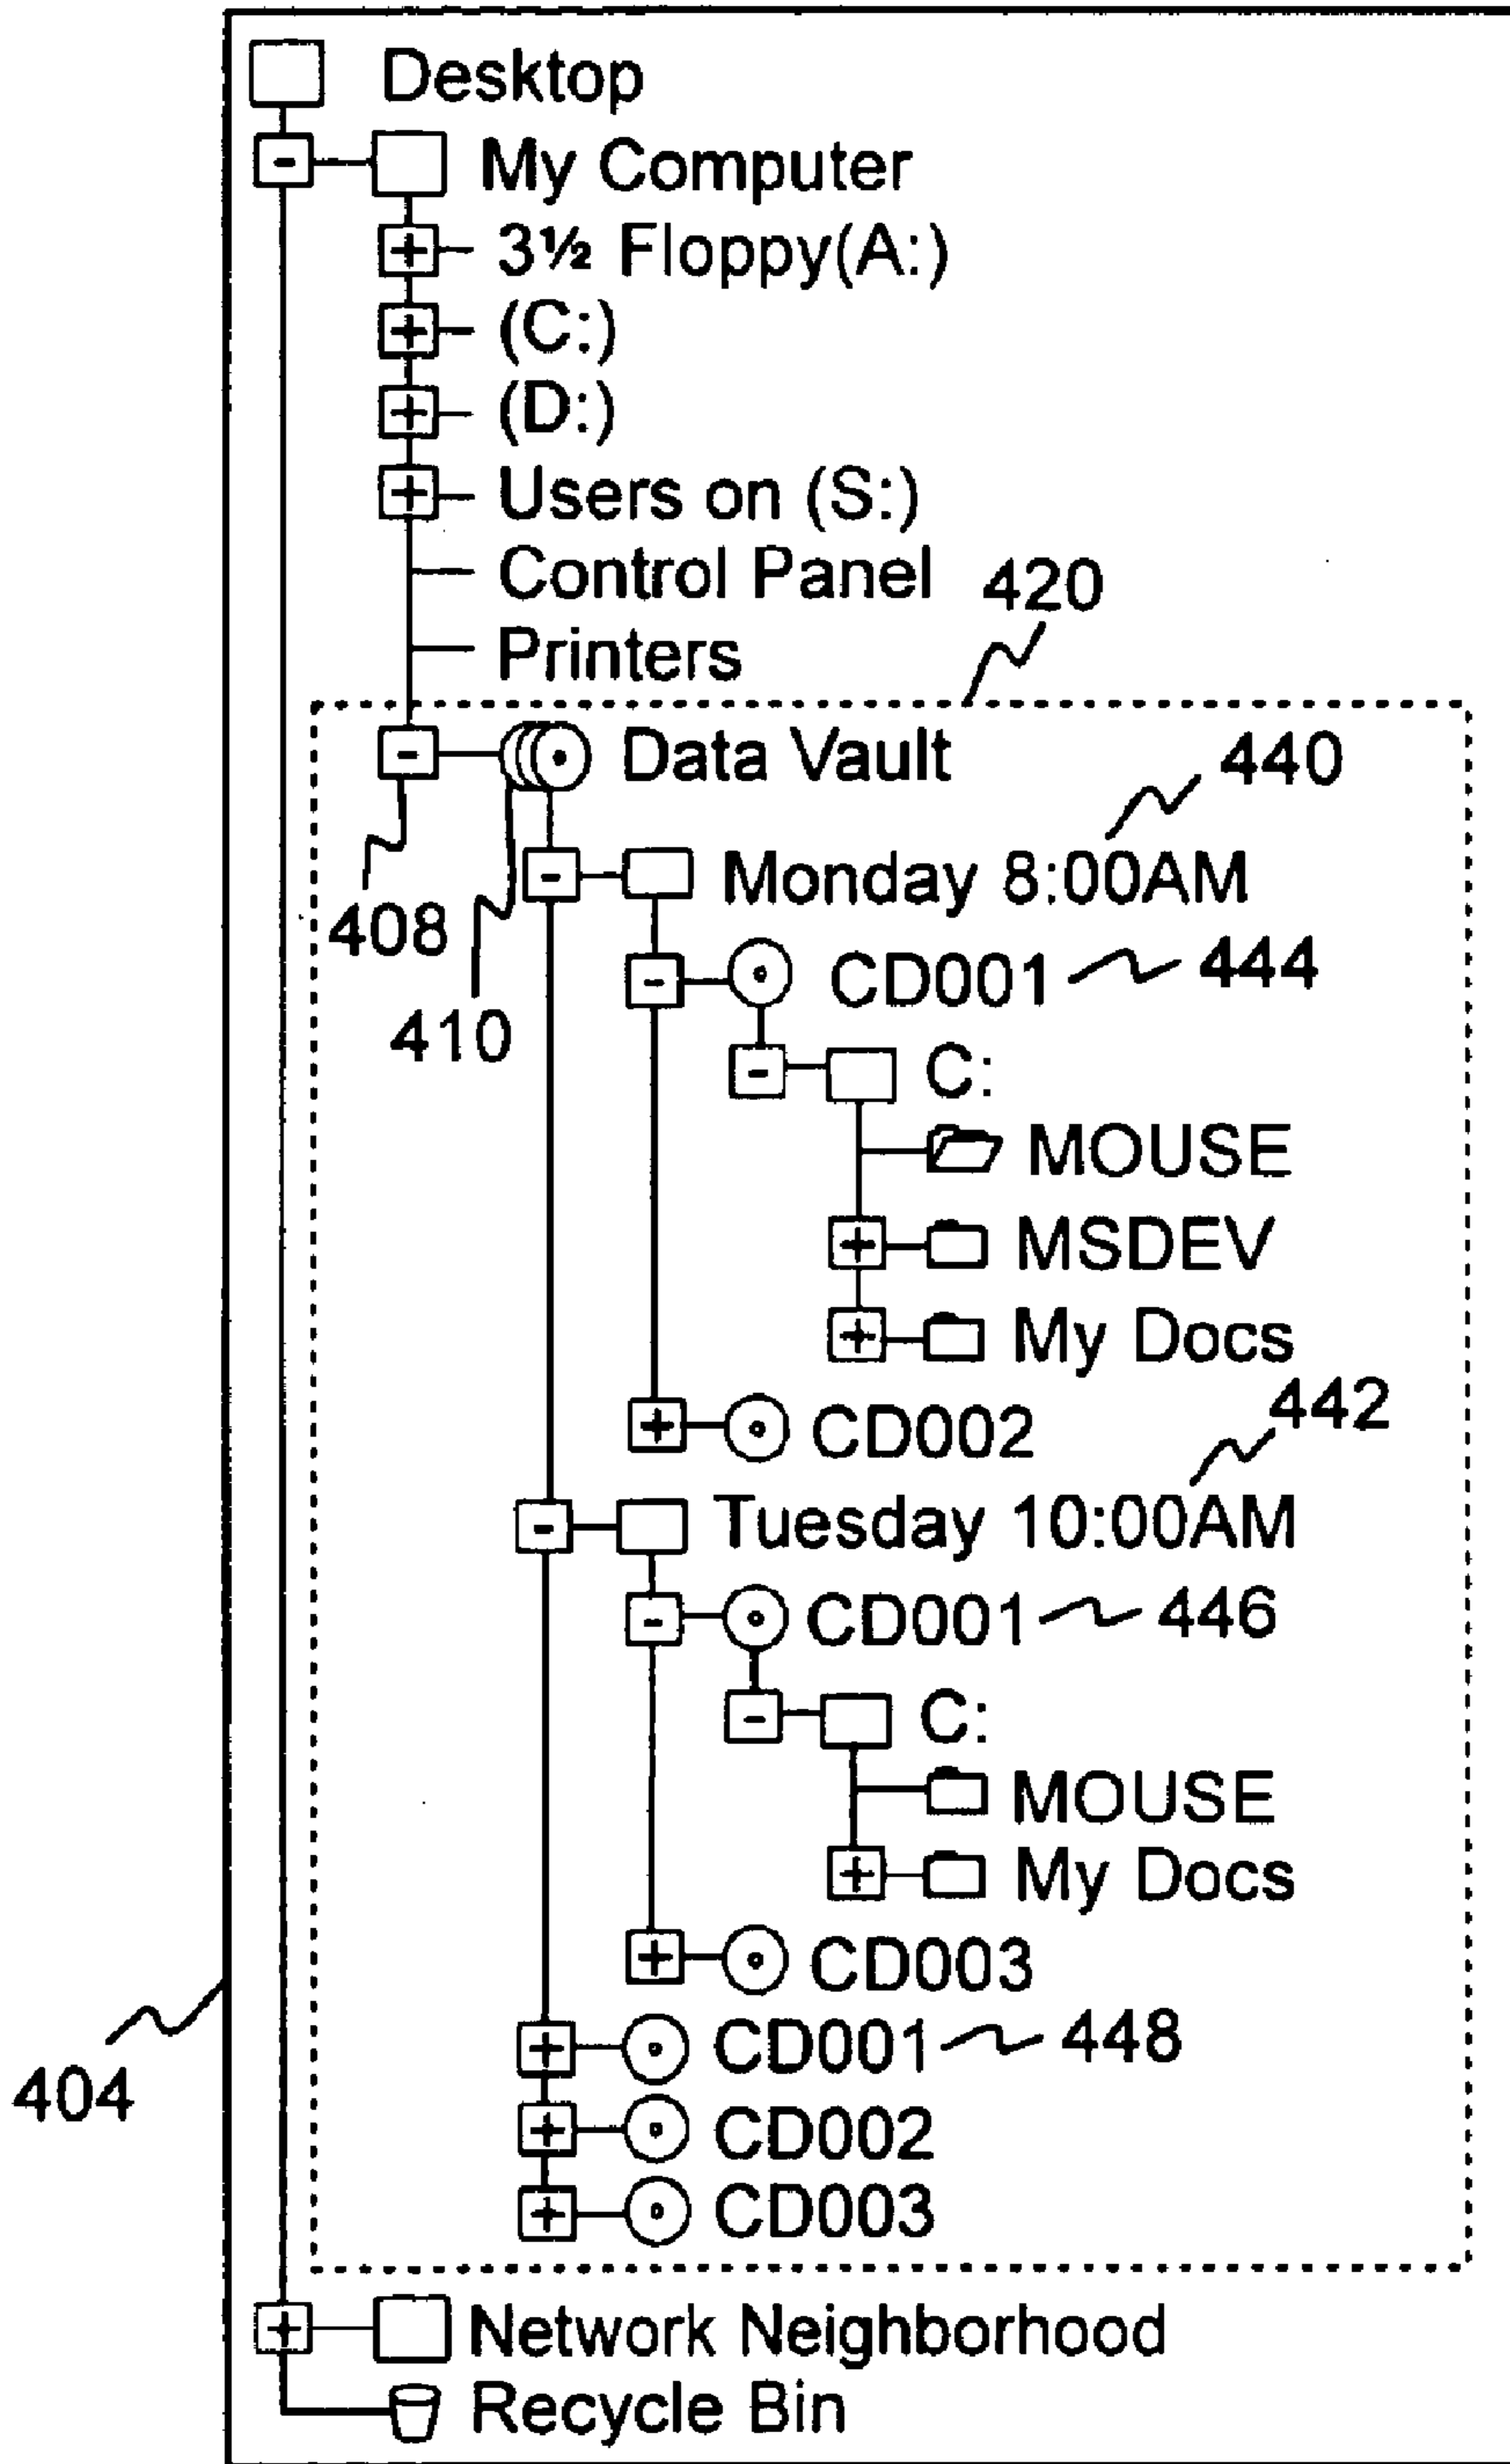 Desktop
My Computer
3½ Floppy(A:)
(C:)
(D:)
Users on (S:)
Control Panel
420
Printers
Data Vault
440
Monday 8:00AM
408
CD001 444
410
C:
MOUSE
MSDEV
My Docs
442
CD002
Tuesday 10:00AM
CD001 446
C:
MOUSE
My Docs
CD003
CD001 448
404
CD002
CD003
Network Neighborhood
Recycle Bin